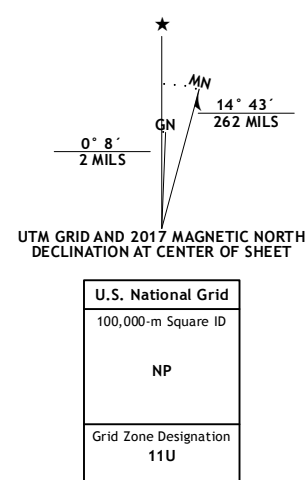 ★
MN
GN
14° 43´
262 MILS
0° 8´
2 MILS
UTM GRID AND 2017 MAGNETIC NORTH
DECLINATION AT CENTER OF SHEET
U.S. National Grid
100,000-m Square ID
NP
Grid Zone Designation
11U